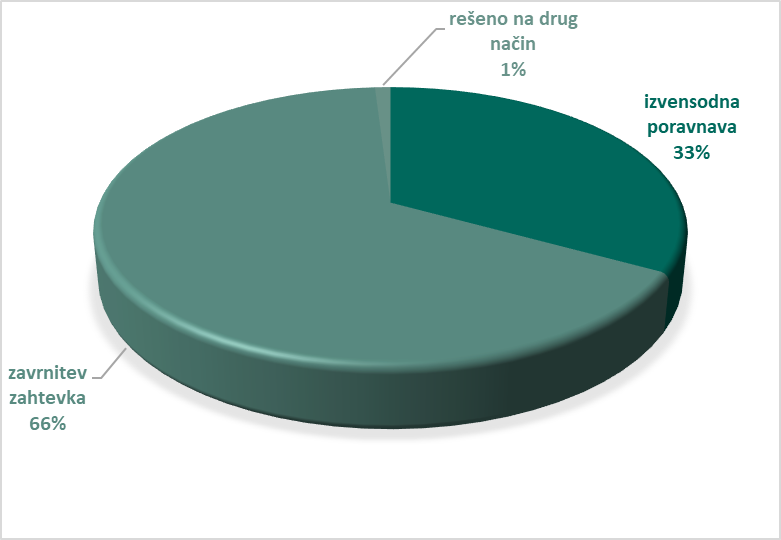 rešeno na drug
način
1%
izvensodna
poravnava
33%
zavrnitev
zahtevka
66%